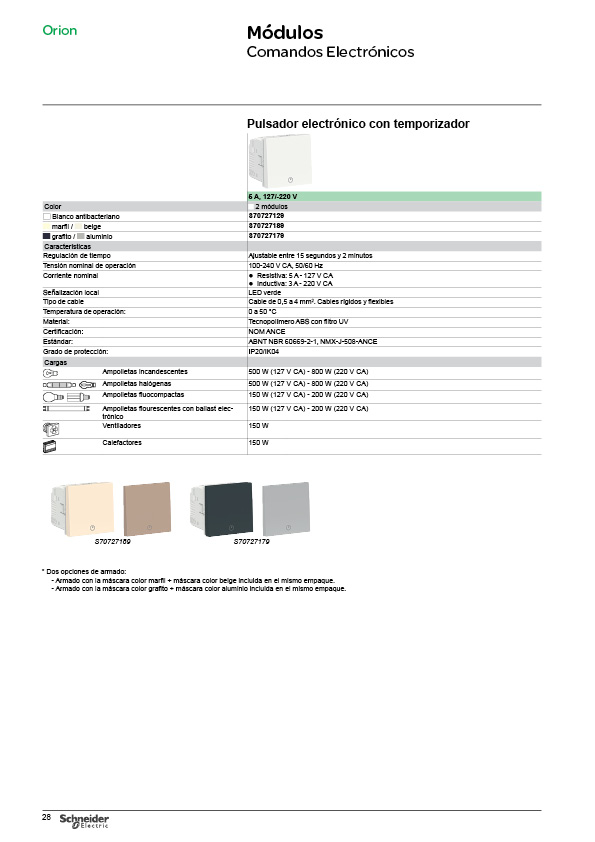 Orion
Módulos
Comandos Electrónicos
Pulsador electrónico con temporizador
5 A, 127/-220 V
Color
2 módulos
Blanco antibacteriano
S70727129
marfil / beige
S70727169
grafito / aluminio
S70727179
Características
Regulación de tiempo
Ajustable entre 15 segundos y 2 minutos
Tensión nominal de operación
100-240 V CA, 50/60 Hz
Corriente nominal
● Resistiva: 5 A - 127 V CA
● Inductiva: 3 A - 220 V CA
Señalización local
LED verde
Tipo de cable
Cable de 0,5 a 4 mm². Cables rígidos y flexibles
Temperatura de operación:
0 a 50 °C
Material:
Tecnopolímero ABS con filtro UV
Certificación:
NOM ANCE
Estándar:
ABNT NBR 60669-2-1, NMX-J-508-ANCE
Grado de protección:
IP20/IK04
Cargas
Ampolletas incandescentes
500 W (127 V CA) - 800 W (220 V CA)
Ampolletas halógenas
500 W (127 V CA) - 800 W (220 V CA)
Ampolletas fluocompactas
150 W (127 V CA) - 200 W (220 V CA)
Ampolletas flourescentes con ballast elec-
trónico
150 W (127 V CA) - 200 W (220 V CA)
Ventiladores
150 W
Calefactores
150 W
S70727169
S70727179
* Dos opciones de armado:
- Armado con la máscara color marfil + máscara color beige incluida en el mismo empaque.
- Armado con la máscara color grafito + máscara color aluminio incluida en el mismo empaque.
28
Schneider
Electric